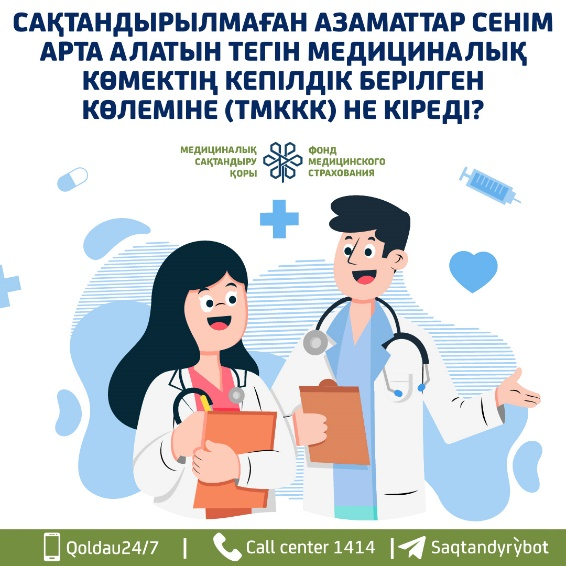 САҚТАНДЫРЫЛМАҒАН АЗАМАТТАР СЕНІМ
АРТА АЛАТЫН ТЕГІН МЕДИЦИНАЛЫҚ
КӨМЕКТІҢ КЕПІЛДІК БЕРІЛГЕН
КӨЛЕМІНЕ (ТМККК) НЕ КІРЕДІ?
МЕДИЦИНАЛЫҚ
САҚТАНДЫРУ
ҚОРЫ
ФОНД
МЕДИЦИНСКОГО
СТРАХОВАНИЯ
Qoldau24/7 | Call center 1414 | Saqtandyrỳbot